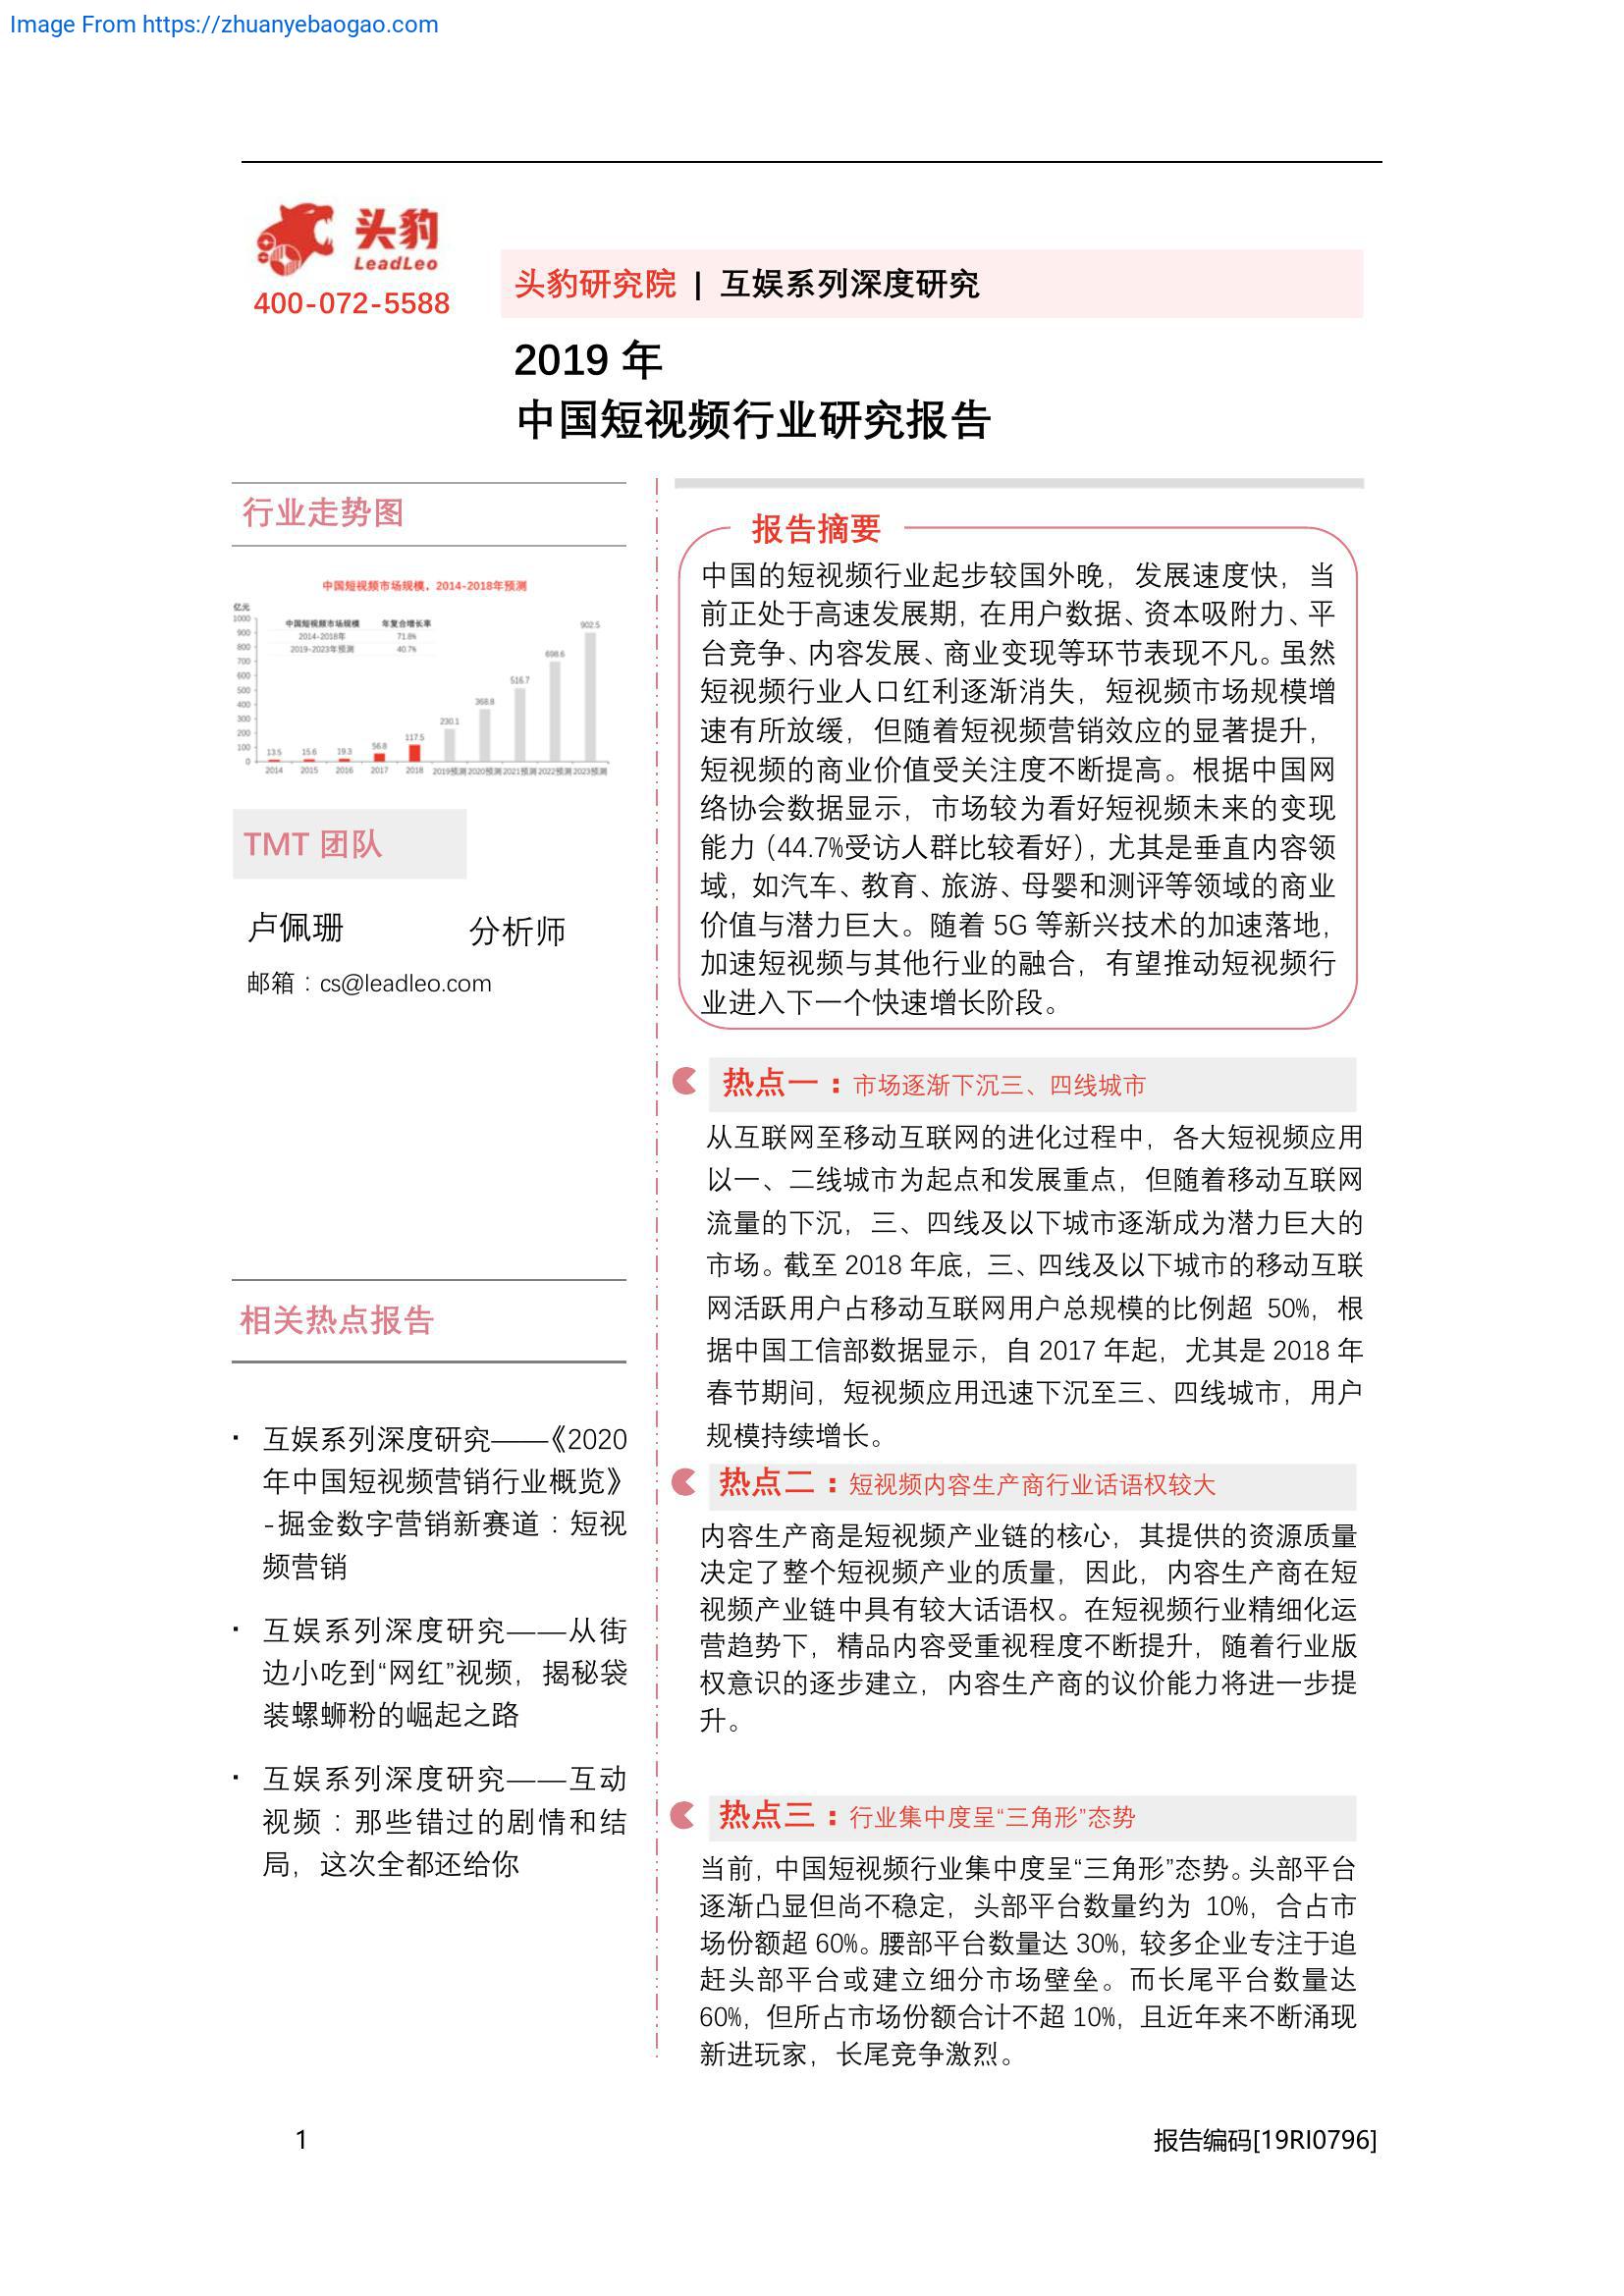 Image From https://zhuanyebaogao.com
头豹
LeadLeo
400-072-5588
头豹研究院 | 互娱系列深度研究
2019 年
中国短视频行业研究报告
行业走势图
中国短视频市场规模，2014-2018年预测
亿元
中国短视频市场规模 年复合增长率
2014-2018年 71.8%
2019-2023年预测 40.7%
1000
900
800
700
600
500
400
300
200
100
0
13.5 15.6 19.3 56.8 117.5 230.1 368.8 516.7 698.6 902.5
2014 2015 2016 2017 2018 2019预测 2020预测 2021预测 2022预测 2023预测
TMT 团队
卢佩珊 分析师
邮箱：cs@leadleo.com
相关热点报告
· 互娱系列深度研究——《2020
年中国短视频营销行业概览》
-掘金数字营销新赛道：短视
频营销
· 互娱系列深度研究——从街
边小吃到“网红”视频，揭秘袋
装螺蛳粉的崛起之路
· 互娱系列深度研究——互动
视频：那些错过的剧情和结
局，这次全都还给你
报告摘要
中国的短视频行业起步较国外晚，发展速度快，当
前正处于高速发展期，在用户数据、资本吸附力、平
台竞争、内容发展、商业变现等环节表现不凡。虽然
短视频行业人口红利逐渐消失，短视频市场规模增
速有所放缓，但随着短视频营销效应的显著提升，
短视频的商业价值受关注度不断提高。根据中国网
络协会数据显示，市场较为看好短视频未来的变现
能力（44.7%受访人群比较看好），尤其是垂直内容领
域，如汽车、教育、旅游、母婴和测评等领域的商业
价值与潜力巨大。随着 5G 等新兴技术的加速落地，
加速短视频与其他行业的融合，有望推动短视频行
业进入下一个快速增长阶段。
热点一：市场逐渐下沉三、四线城市
从互联网至移动互联网的进化过程中，各大短视频应用
以一、二线城市为起点和发展重点，但随着移动互联网
流量的下沉，三、四线及以下城市逐渐成为潜力巨大的
市场。截至 2018 年底，三、四线及以下城市的移动互联
网活跃用户占移动互联网用户总规模的比例超 50%，根
据中国工信部数据显示，自 2017 年起，尤其是 2018 年
春节期间，短视频应用迅速下沉至三、四线城市，用户
规模持续增长。
热点二：短视频内容生产商行业话语权较大
内容生产商是短视频产业链的核心，其提供的资源质量
决定了整个短视频产业的质量，因此，内容生产商在短
视频产业链中具有较大话语权。在短视频行业精细化运
营趋势下，精品内容受重视程度不断提升，随着行业版
权意识的逐步建立，内容生产商的议价能力将进一步提
升。
热点三：行业集中度呈“三角形”态势
当前，中国短视频行业集中度呈“三角形”态势。头部平台
逐渐凸显但尚不稳定，头部平台数量约为 10%，合占市
场份额超 60%。腰部平台数量达 30%，较多企业专注于追
赶头部平台或建立细分市场壁垒。而长尾平台数量达
60%，但所占市场份额合计不超 10%，且近年来不断涌现
新进玩家，长尾竞争激烈。
1
报告编码[19RI0796]